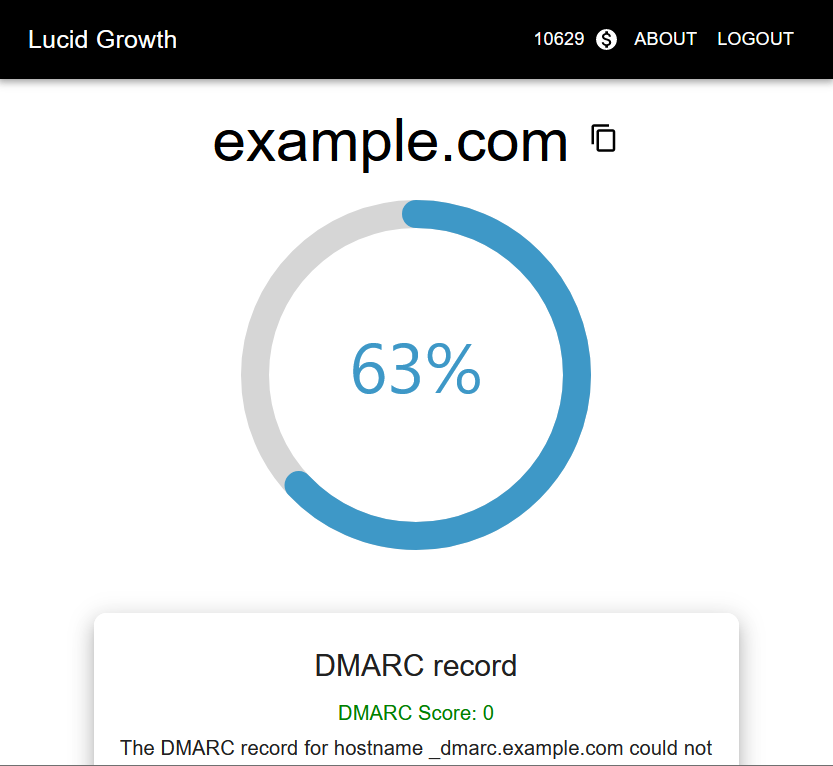 Lucid Growth
10629 ABOUT LOGOUT
example.com
63%
DMARC record
DMARC Score: 0
The DMARC record for hostname _dmarc.example.com could not